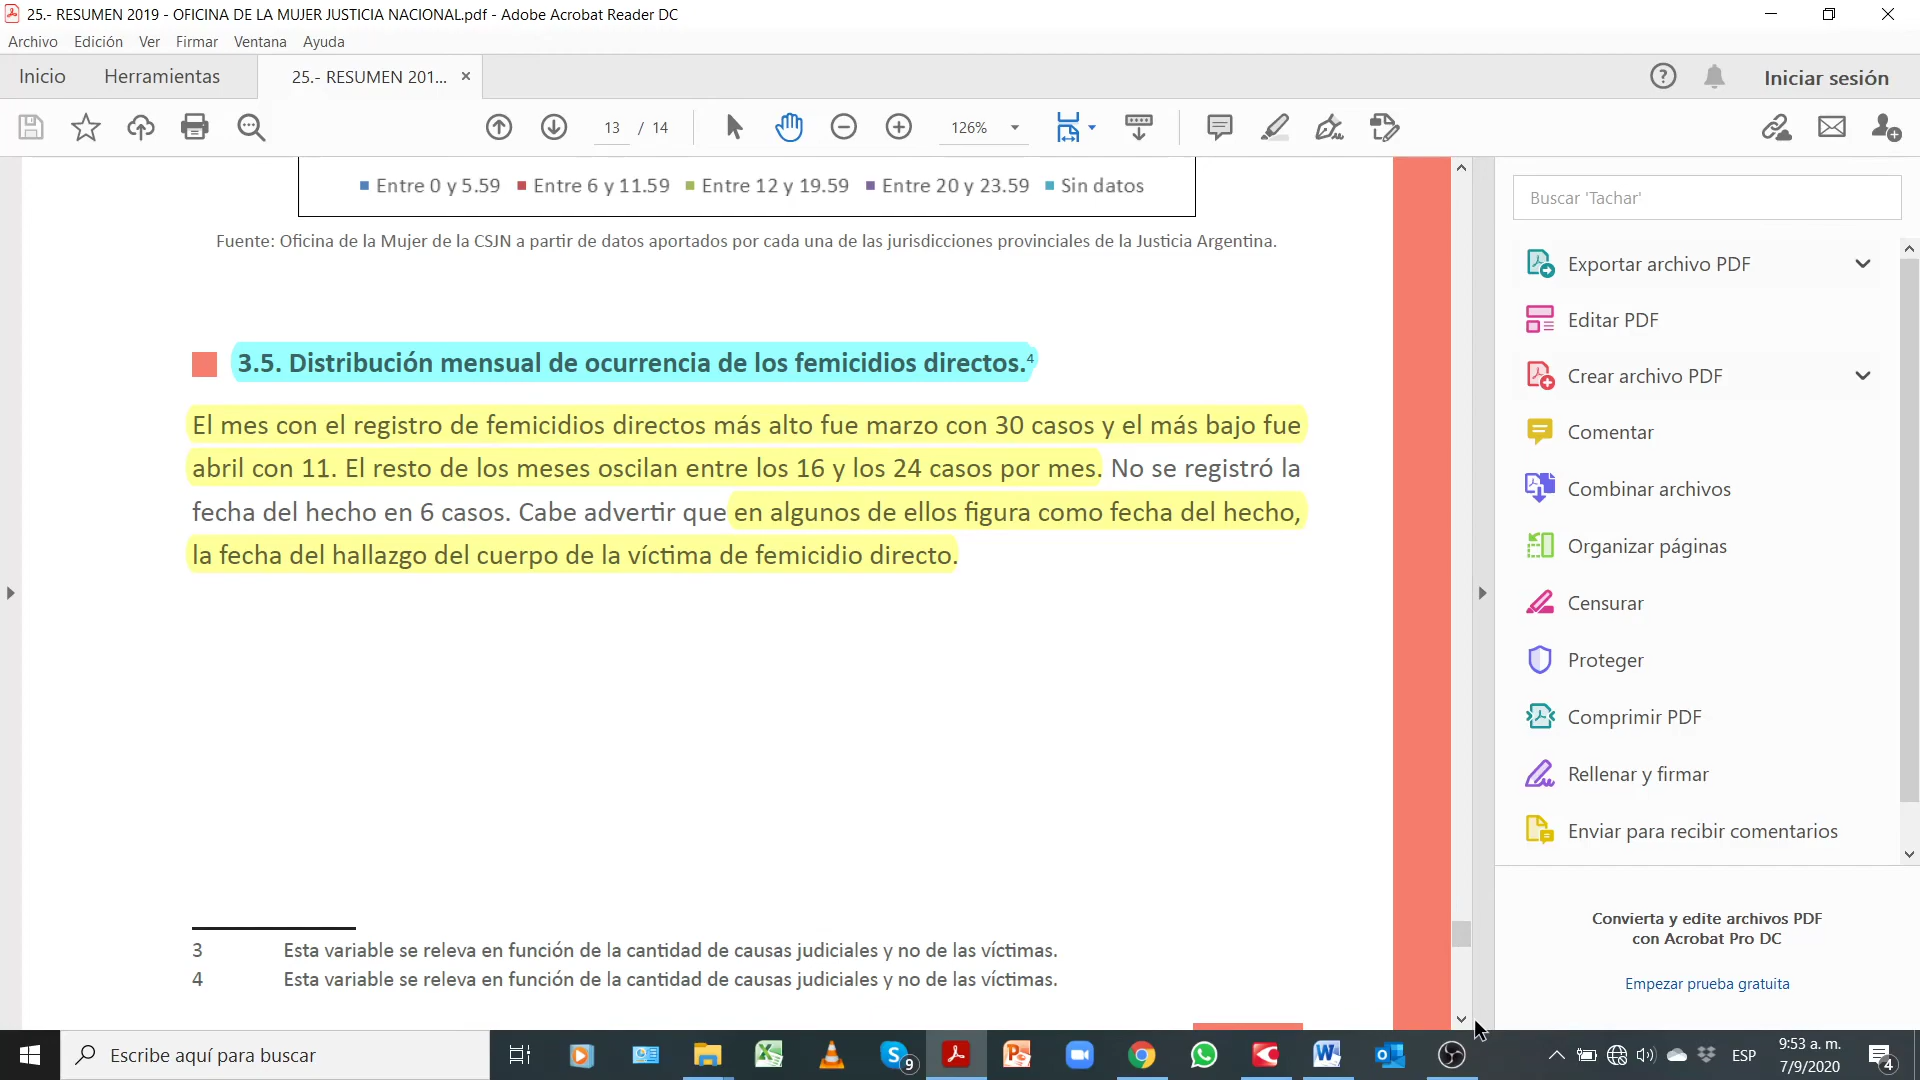 25.- RESUMEN 2019 - OFICINA DE LA MUJER JUSTICIA NACIONAL.pdf - Adobe Acrobat Reader DC
Archivo Edición Ver Firmar Ventana Ayuda
Inicio Herramientas 25.- RESUMEN 201... Iniciar sesión
13 / 14 126%
Entre 0 y 5.59 Entre 6 y 11.59 Entre 12 y 19.59 Entre 20 y 23.59 Sin datos
Fuente: Oficina de la Mujer de la CSJN a partir de datos aportados por cada una de las jurisdicciones provinciales de la Justicia Argentina.
3.5. Distribución mensual de ocurrencia de los femicidios directos.4
El mes con el registro de femicidios directos más alto fue marzo con 30 casos y el más bajo fue
abril con 11. El resto de los meses oscilan entre los 16 y los 24 casos por mes. No se registró la
fecha del hecho en 6 casos. Cabe advertir que en algunos de ellos figura como fecha del hecho,
la fecha del hallazgo del cuerpo de la víctima de femicidio directo.
3 Esta variable se releva en función de la cantidad de causas judiciales y no de las víctimas.
4 Esta variable se releva en función de la cantidad de causas judiciales y no de las víctimas.
Buscar 'Tachar'
Exportar archivo PDF
Editar PDF
Crear archivo PDF
Comentar
Combinar archivos
Organizar páginas
Censurar
Proteger
Comprimir PDF
Rellenar y firmar
Enviar para recibir comentarios
Convierta y edite archivos PDF
con Acrobat Pro DC
Empezar prueba gratuita
Escribe aquí para buscar
9
ESP
9:53 a. m.
7/9/2020
4